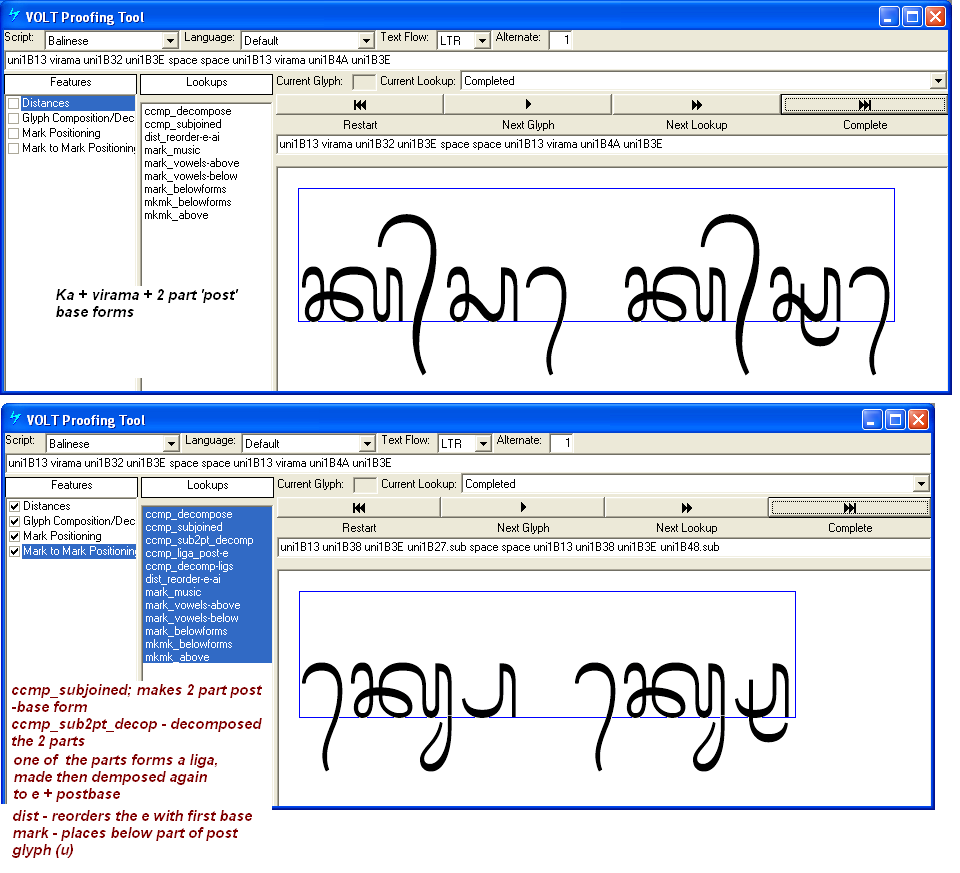 VOLT Proofing Tool
Script: Balinese Language: Default Text Flow: LTR Alternate: 1
uni1B13 virama uni1B32 uni1B3E space space uni1B13 virama uni1B4A uni1B3E
Features Lookups Current Glyph: Current Lookup: Completed
Distances
Glyph Composition/Dec
Mark Positioning
Mark to Mark Positioning
ccmp_decompose
ccmp_subjoined
dist_reorder-e-ai
mark_music
mark_vowels-above
mark_vowels-below
mark_belowforms
mkmk_belowforms
mkmk_above
Restart Next Glyph Next Lookup Complete
uni1B13 virama uni1B32 uni1B3E space space uni1B13 virama uni1B4A uni1B3E
ᬓ᭄ᬲᬾ  ᬓ᭄ᭊᬾ
Ka + virama + 2 part 'post'
base forms
VOLT Proofing Tool
Script: Balinese Language: Default Text Flow: LTR Alternate: 1
uni1B13 virama uni1B32 uni1B3E space space uni1B13 virama uni1B4A uni1B3E
Features Lookups Current Glyph: Current Lookup: Completed
Distances
Glyph Composition/Dec
Mark Positioning
Mark to Mark Positioning
ccmp_decompose
ccmp_subjoined
ccmp_sub2pt_decomp
ccmp_liga_post-e
ccmp_decomp-ligs
dist_reorder-e-ai
mark_music
mark_vowels-above
mark_vowels-below
mark_belowforms
mkmk_belowforms
mkmk_above
Restart Next Glyph Next Lookup Complete
uni1B13 uni1B38 uni1B3E uni1B27.sub space space uni1B13 uni1B38 uni1B3E uni1B48.sub
ᬓ᭄ᬲᬾ  ᬓ᭄ᭊᬾ
ccmp_subjoined; makes 2 part post
-base form
ccmp_sub2pt_decop - decomposed
the 2 parts
one of the parts forms a liga,
made then demposed again
to e + postbase
dist - reorders the e with first base
mark - places below part of post
glyph (u)